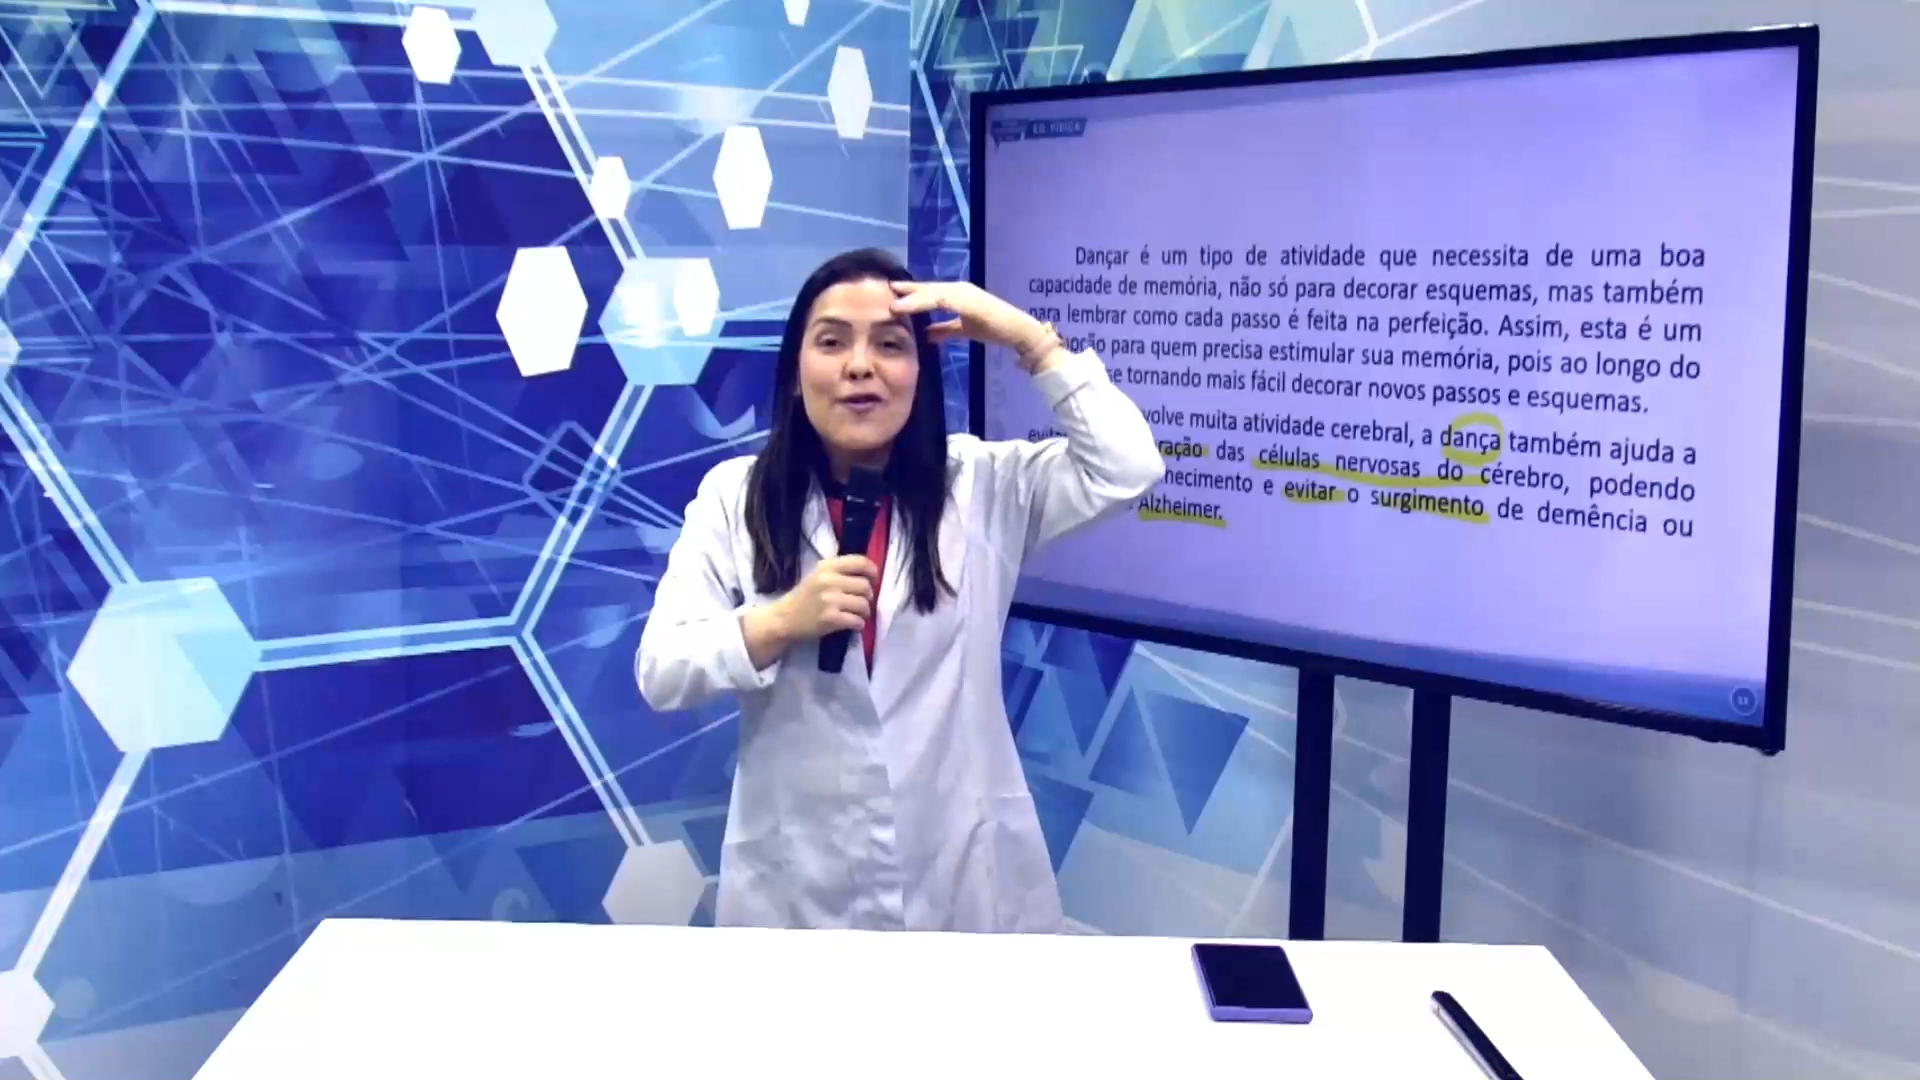 ED. FÍSICA
Dançar é um tipo de atividade que necessita de uma boa
capacidade de memória, não só para decorar esquemas, mas também
para lembrar como cada passo é feita na perfeição. Assim, esta é um
para quem precisa estimular sua memória, pois ao longo do
se tornando mais fácil decorar novos passos e esquemas.
volve muita atividade cerebral, a dança também ajuda a
ração das células nervosas do cérebro, podendo
hecimento e evitar o surgimento de demência ou
Alzheimer.